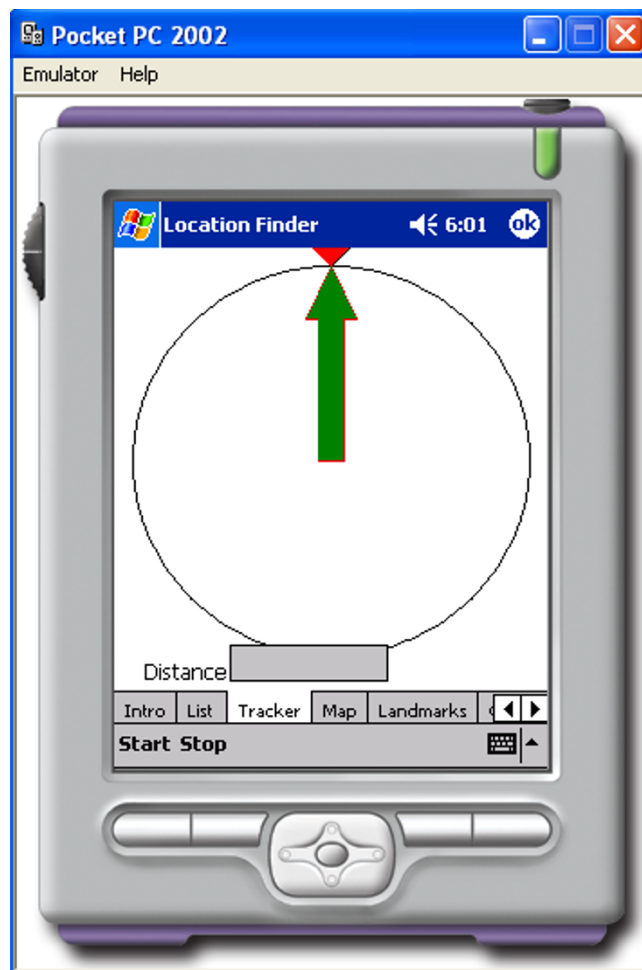 Pocket PC 2002
Emulator Help
Location Finder 6:01 ok
Distance
Intro List Tracker Map Landmarks
Start Stop